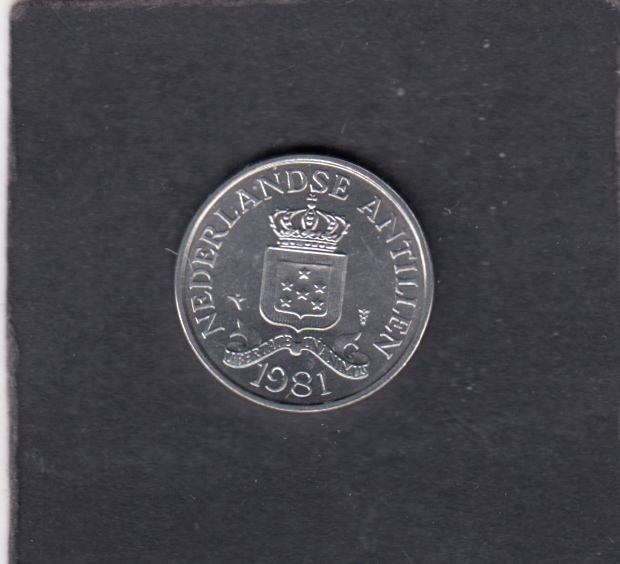 NEDERLANDSE ANTILLEN
LIBERTATE UNANIMUS
1981